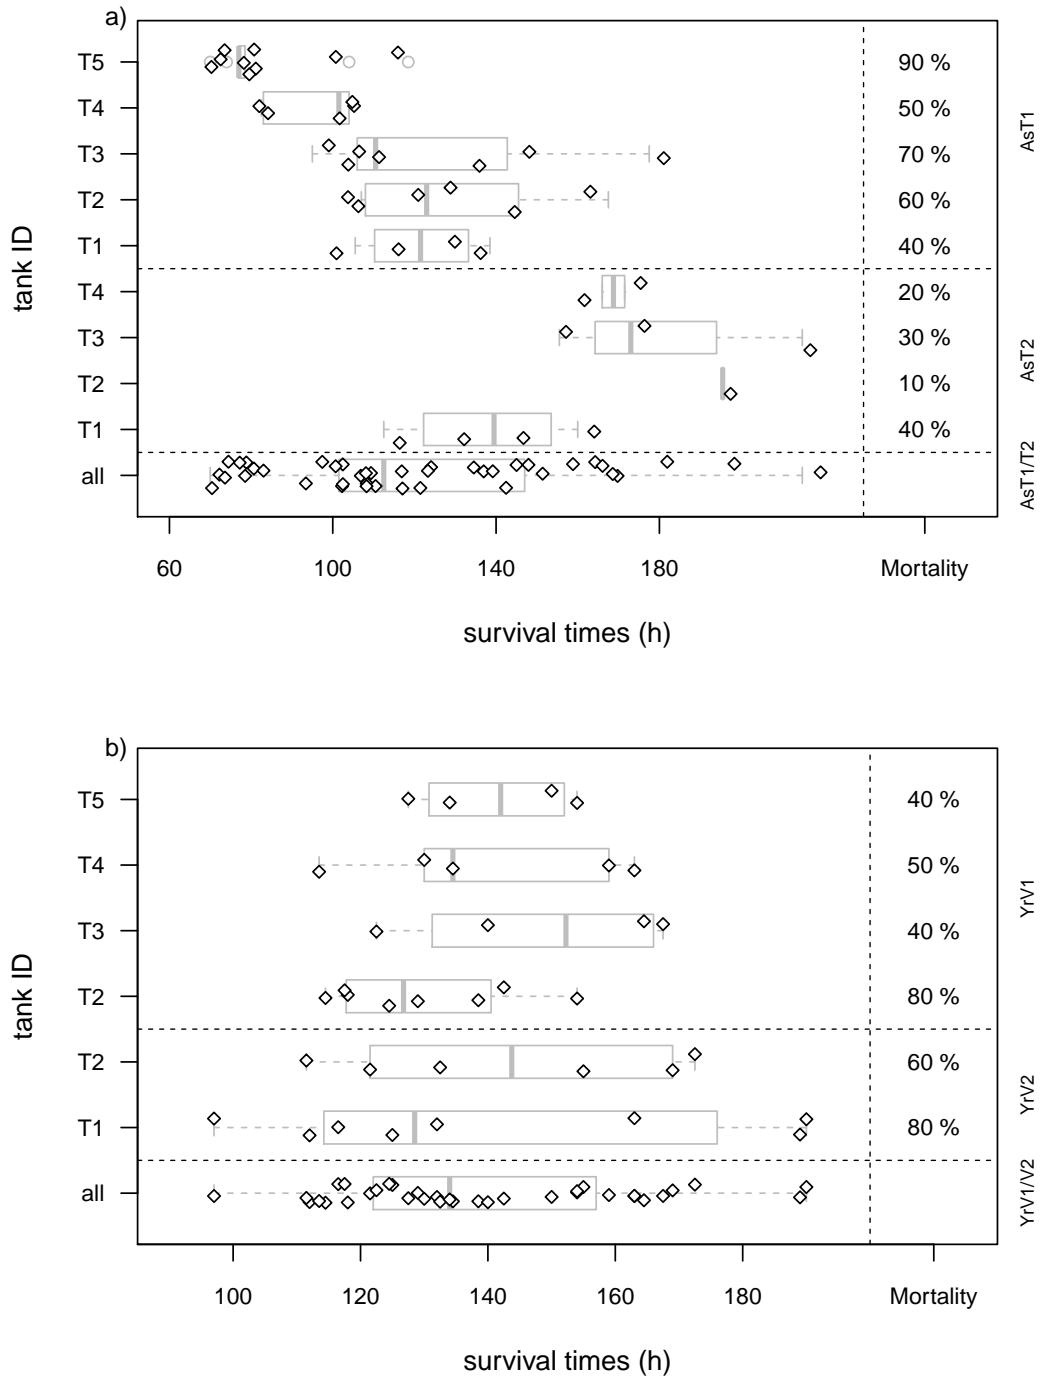 a)
T5 90 %
T4 50 %
T3 70 %
T2 60 %
T1 40 %
AsT1
T4 20 %
T3 30 %
T2 10 %
T1 40 %
AsT2
all
AsT1/T2
tank ID
60 100 140 180 Mortality
survival times (h)
b)
T5 40 %
T4 50 %
T3 40 %
T2 80 %
YrV1
T2 60 %
T1 80 %
YrV2
all
YrV1/V2
tank ID
100 120 140 160 180 Mortality
survival times (h)